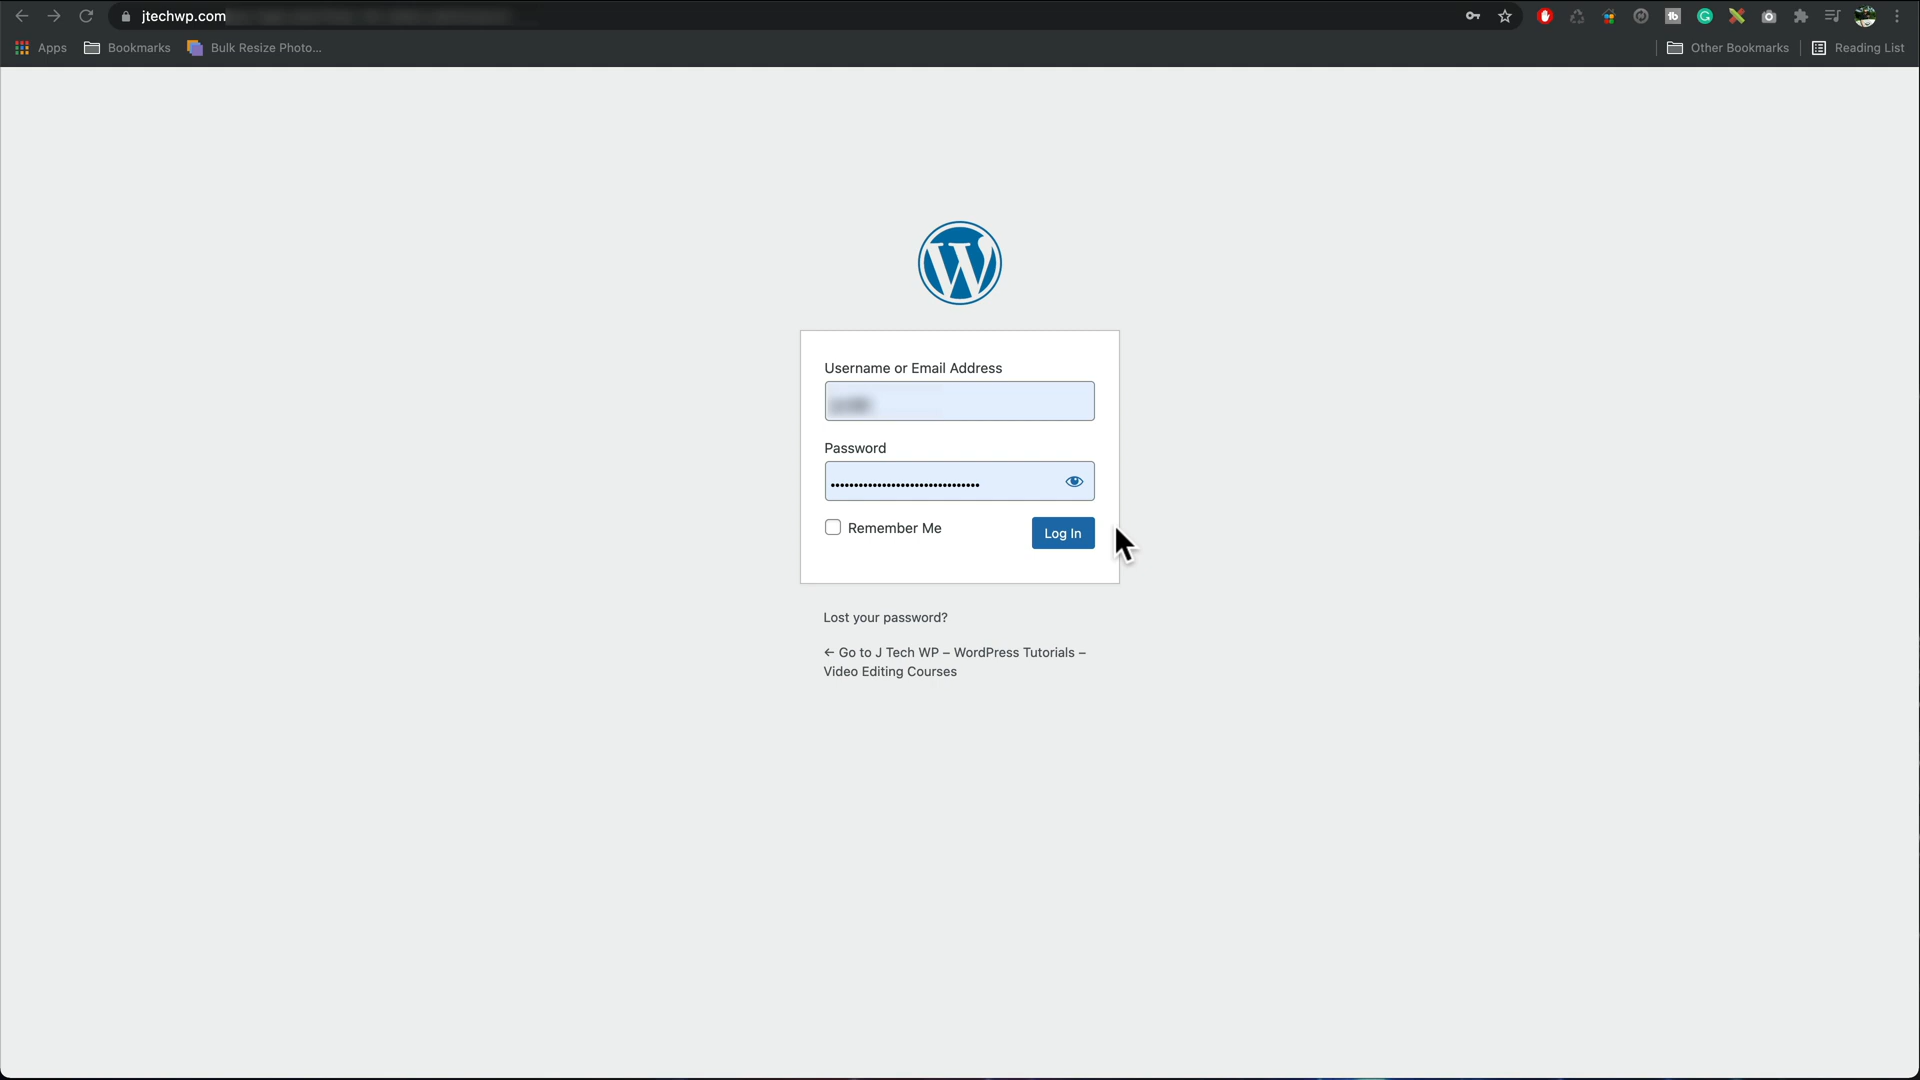 jtechwp.com
Apps
Bookmarks
Bulk Resize Photo...
Other Bookmarks
Reading List
Username or Email Address
Password
••••••••••••••••••••••••••••••••
Remember Me
Log In
Lost your password?
← Go to J Tech WP – WordPress Tutorials –
Video Editing Courses